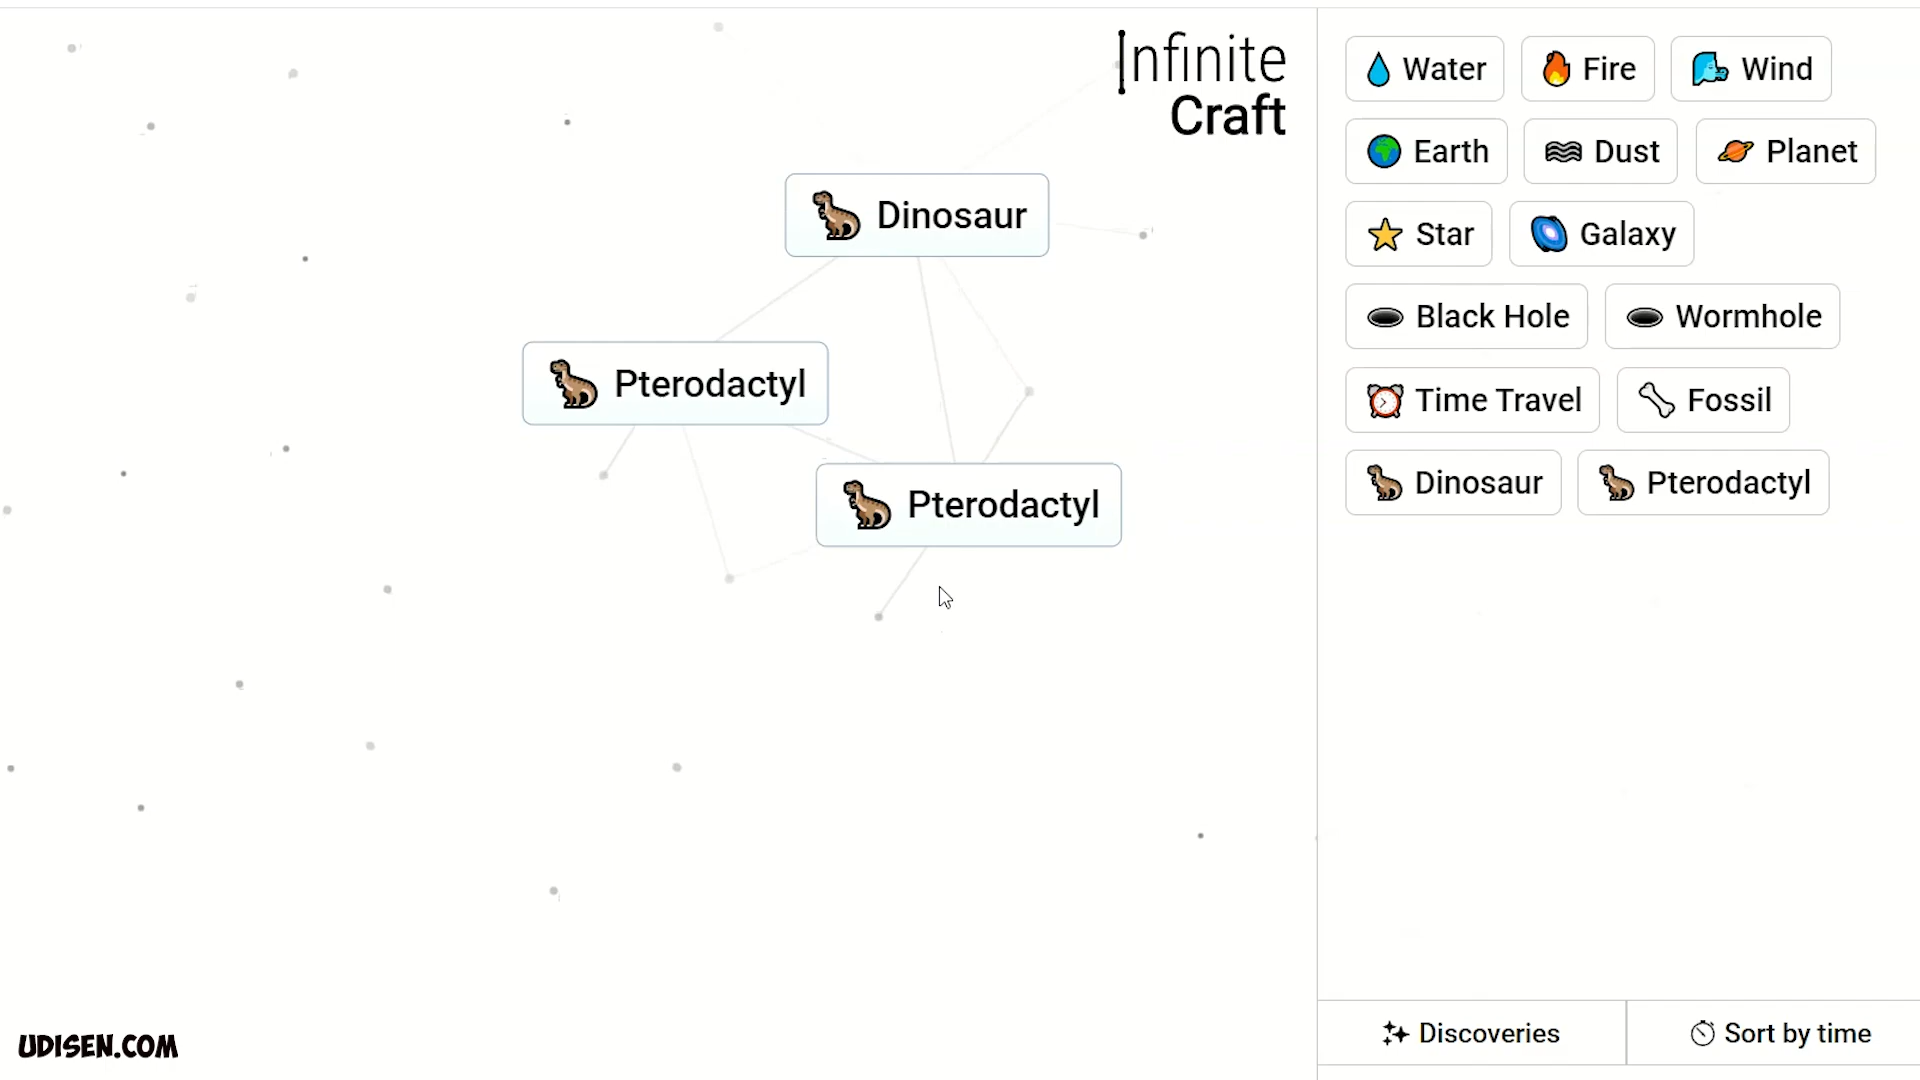 Infinite
Craft
Dinosaur
Pterodactyl
Pterodactyl
Water Fire Wind
Earth Dust Planet
Star Galaxy
Black Hole Wormhole
Time Travel Fossil
Dinosaur Pterodactyl
Discoveries Sort by time
UDISEN.COM